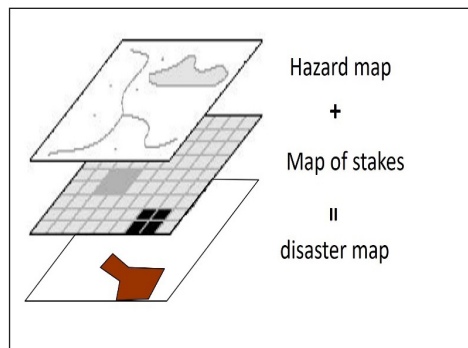 Hazard map
+
Map of stakes
=
disaster map